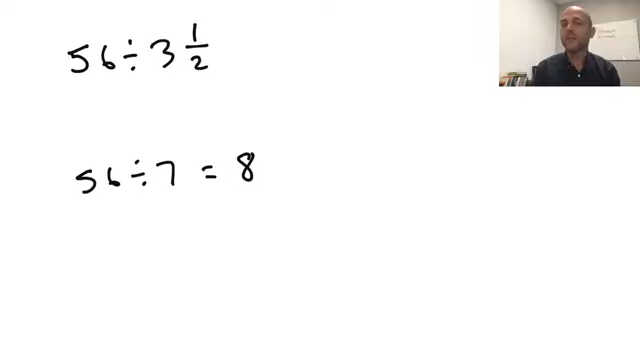 56 ÷ 3 1/2
56 ÷ 7 = 8